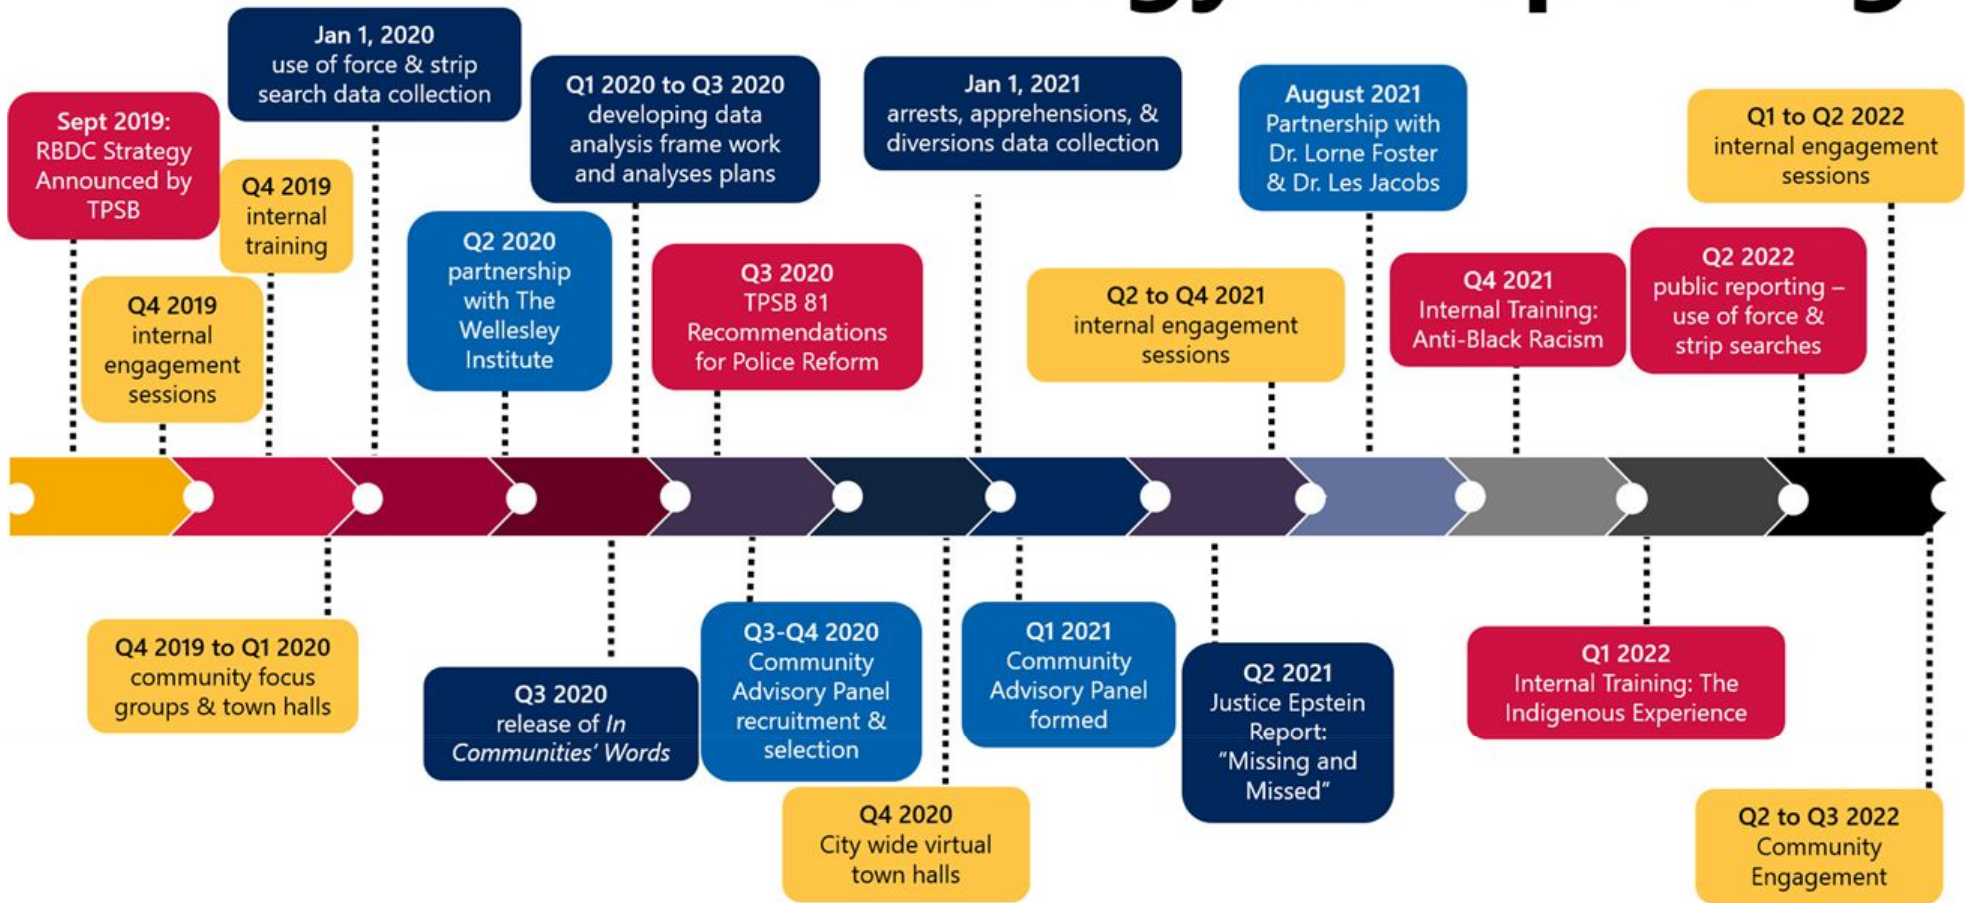 Jan 1, 2020
use of force & strip
search data collection
Q1 2020 to Q3 2020
developing data
analysis frame work
and analyses plans
Jan 1, 2021
arrests, apprehensions, &
diversions data collection
August 2021
Partnership with
Dr. Lorne Foster
& Dr. Les Jacobs
Q1 to Q2 2022
internal engagement
sessions
Sept 2019:
RBDC Strategy
Announced by
TPSB
Q4 2019
internal
training
Q4 2019
internal
engagement
sessions
Q2 2020
partnership
with The
Wellesley
Institute
Q3 2020
TPSB 81
Recommendations
for Police Reform
Q2 to Q4 2021
internal engagement
sessions
Q4 2021
Internal Training:
Anti-Black Racism
Q2 2022
public reporting –
use of force &
strip searches
Q4 2019 to Q1 2020
community focus
groups & town halls
Q3 2020
release of In
Communities' Words
Q3-Q4 2020
Community
Advisory Panel
recruitment &
selection
Q4 2020
City wide virtual
town halls
Q1 2021
Community
Advisory Panel
formed
Q2 2021
Justice Epstein
Report:
"Missing and
Missed"
Q1 2022
Internal Training: The
Indigenous Experience
Q2 to Q3 2022
Community
Engagement